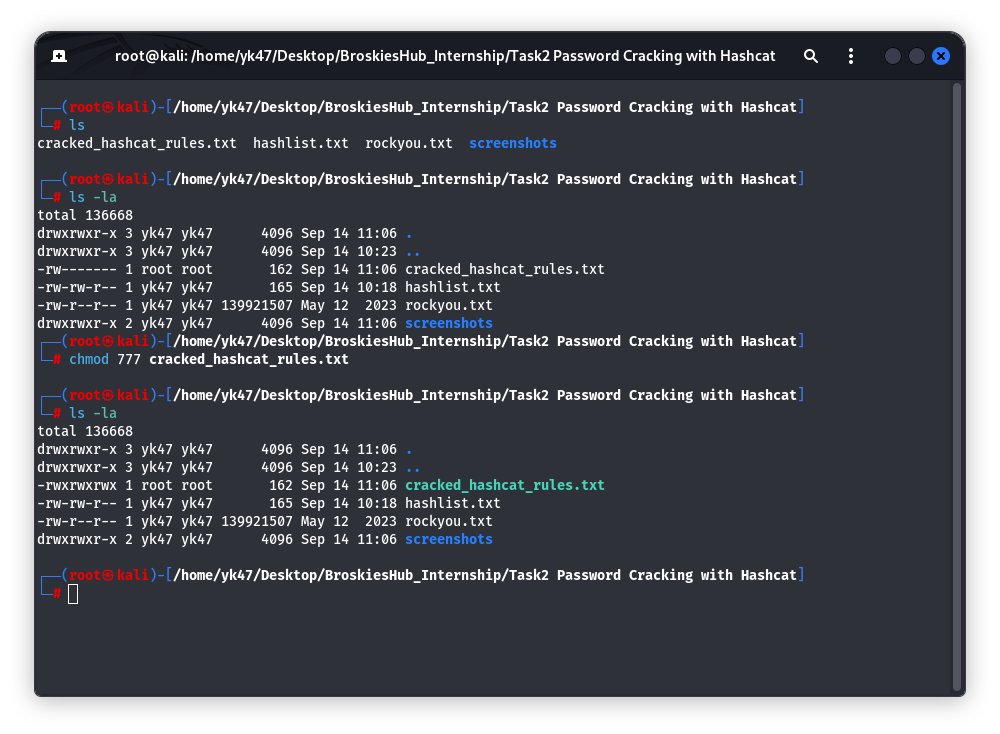 root@kali: /home/yk47/Desktop/BroskiesHub_Internship/Task2 Password Cracking with Hashcat
┌──(root㉿kali)-[/home/yk47/Desktop/BroskiesHub_Internship/Task2 Password Cracking with Hashcat]
└─# ls
cracked_hashcat_rules.txt  hashlist.txt  rockyou.txt  screenshots
┌──(root㉿kali)-[/home/yk47/Desktop/BroskiesHub_Internship/Task2 Password Cracking with Hashcat]
└─# ls -la
total 136668
drwxrwxr-x 3 yk47 yk47      4096 Sep 14 11:06 .
drwxrwxr-x 3 yk47 yk47      4096 Sep 14 10:23 ..
-rw------- 1 root root       162 Sep 14 11:06 cracked_hashcat_rules.txt
-rw-rw-r-- 1 yk47 yk47       165 Sep 14 10:18 hashlist.txt
-rw-r--r-- 1 yk47 yk47 139921507 May 12  2023 rockyou.txt
drwxrwxr-x 2 yk47 yk47      4096 Sep 14 11:06 screenshots
┌──(root㉿kali)-[/home/yk47/Desktop/BroskiesHub_Internship/Task2 Password Cracking with Hashcat]
└─# chmod 777 cracked_hashcat_rules.txt
┌──(root㉿kali)-[/home/yk47/Desktop/BroskiesHub_Internship/Task2 Password Cracking with Hashcat]
└─# ls -la
total 136668
drwxrwxr-x 3 yk47 yk47      4096 Sep 14 11:06 .
drwxrwxr-x 3 yk47 yk47      4096 Sep 14 10:23 ..
-rwxrwxrwx 1 root root       162 Sep 14 11:06 cracked_hashcat_rules.txt
-rw-rw-r-- 1 yk47 yk47       165 Sep 14 10:18 hashlist.txt
-rw-r--r-- 1 yk47 yk47 139921507 May 12  2023 rockyou.txt
drwxrwxr-x 2 yk47 yk47      4096 Sep 14 11:06 screenshots
┌──(root㉿kali)-[/home/yk47/Desktop/BroskiesHub_Internship/Task2 Password Cracking with Hashcat]
└─#